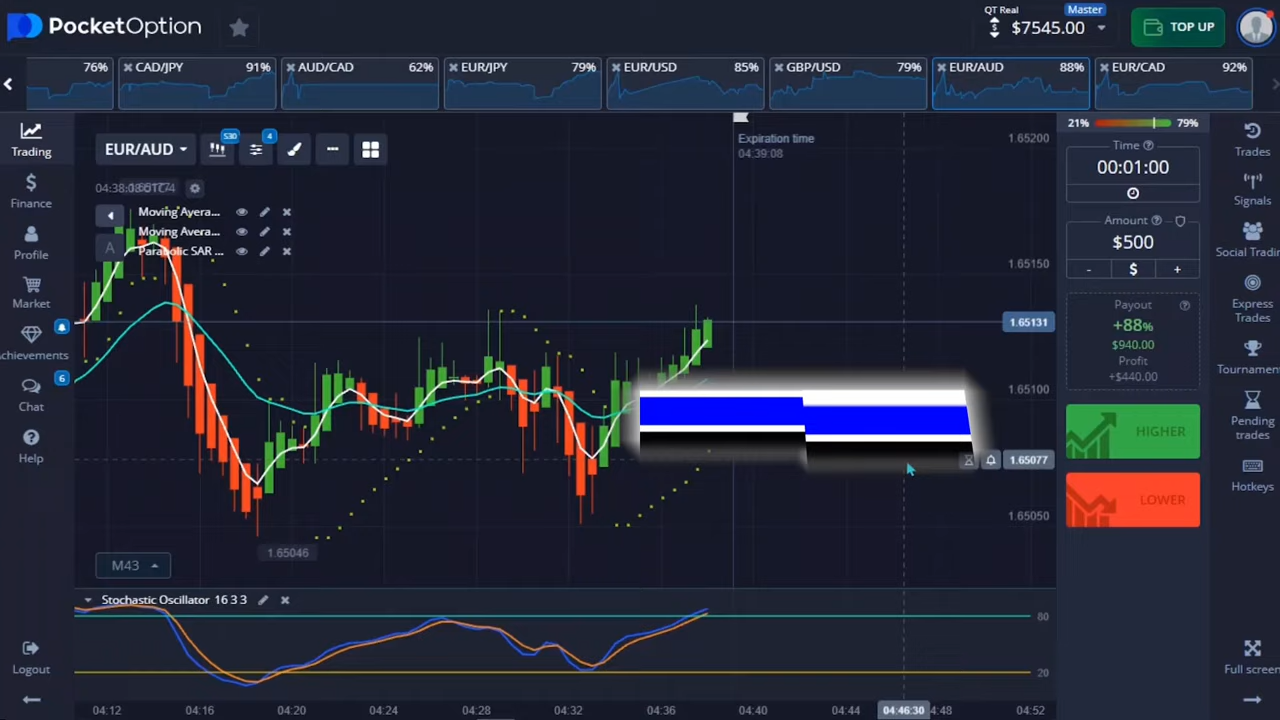 PocketOption
QT Real
Master
$7545.00
TOP UP
76%
CAD/JPY 91%
AUD/CAD 62%
EUR/JPY 79%
EUR/USD 85%
GBP/USD 79%
EUR/AUD 88%
EUR/CAD 92%
Trading
Finance
Profile
Market
Achievements
6
Chat
Help
Logout
EUR/AUD
S30
4
Moving Avera...
Moving Avera...
A
Parabolic SAR ...
Expiration time
04:39:08
1.65200
1.65150
1.65131
1.65100
1.65077
1.65050
1.65046
M43
Stochastic Oscillator 16 3 3
80
20
04:12
04:16
04:20
04:24
04:28
04:32
04:36
04:40
04:44
04:46:30
04:48
04:52
21% 79%
Time
00:01:00
Amount
$500
-
$
+
Payout
+88%
$940.00
Profit
+$440.00
HIGHER
LOWER
Trades
Signals
Social Tradin
Express
Trades
Tournament
Pending
trades
Hotkeys
Full screen